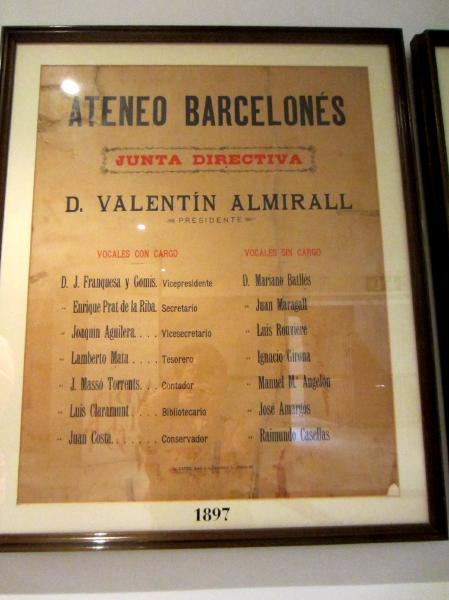 ATENEO BARCELONÉS
JUNTA DIRECTIVA
D. VALENTÍN ALMIRALL
PRESIDENTE
VOCALES CON CARGO
D. J. Franquesa y Gomis. Vicepresidente
" Enrique Prat de la Riba. Secretario
" Joaquin Aguilera.... Vicesecretario
" Lamberto Mata..... Tesorero
" J. Massó Torrents... Contador
" Luis Claramunt.... Bibliotecario
" Juan Costa....... Conservador
VOCALES SIN CARGO
D. Mariano Batlles
" Juan Maragall
" Luis Rouviere
" Ignacio Girona
" Manuel Mª Angelón
" José Amargós
" Raimundo Casellas
1897